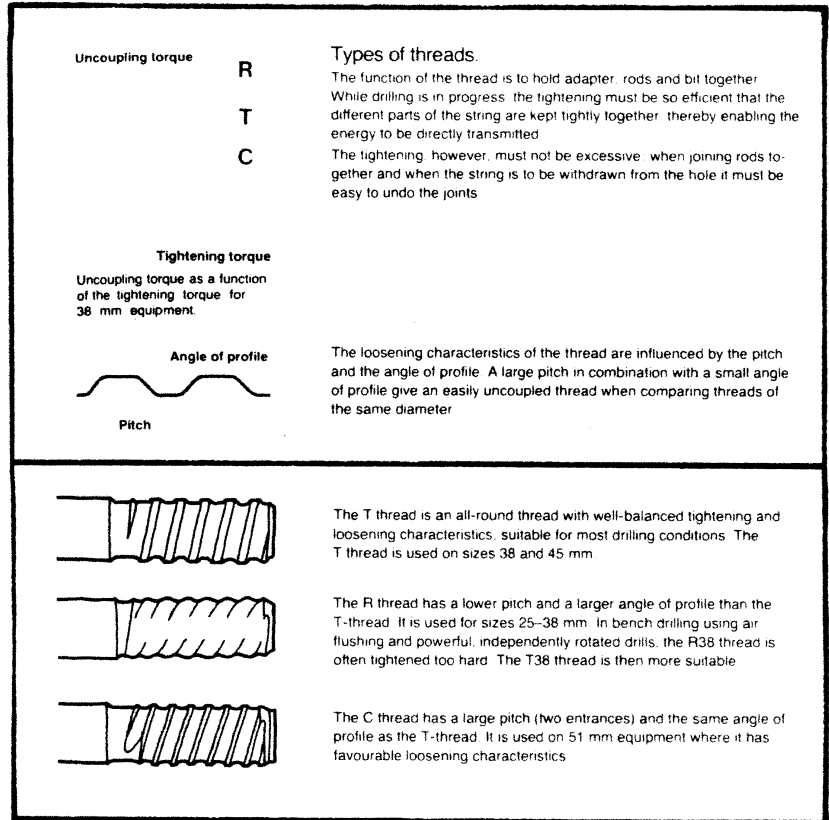 Uncoupling torque
R
T
C
Types of threads.
The function of the thread is to hold adapter, rods and bit together
While drilling is in progress the tightening must be so efficient that the
different parts of the string are kept tightly together thereby enabling the
energy to be directly transmitted
The tightening however, must not be excessive when joining rods to-
gether and when the string is to be withdrawn from the hole it must be
easy to undo the joints
Tightening torque
Uncoupling torque as a function
of the tightening torque for
38 mm equipment.
Angle of profile
Pitch
The loosening characteristics of the thread are influenced by the pitch
and the angle of profile A large pitch in combination with a small angle
of profile give an easily uncoupled thread when comparing threads of
the same diameter
The T thread is an all-round thread with well-balanced tightening and
loosening characteristics, suitable for most drilling conditions The
T thread is used on sizes 38 and 45 mm
The R thread has a lower pitch and a larger angle of profile than the
T-thread It is used for sizes 25–38 mm In bench drilling using air
flushing and powerful, independently rotated drills, the R38 thread is
often tightened too hard The T38 thread is then more suitable
The C thread has a large pitch (two entrances) and the same angle of
profile as the T-thread It is used on 51 mm equipment where it has
favourable loosening characteristics